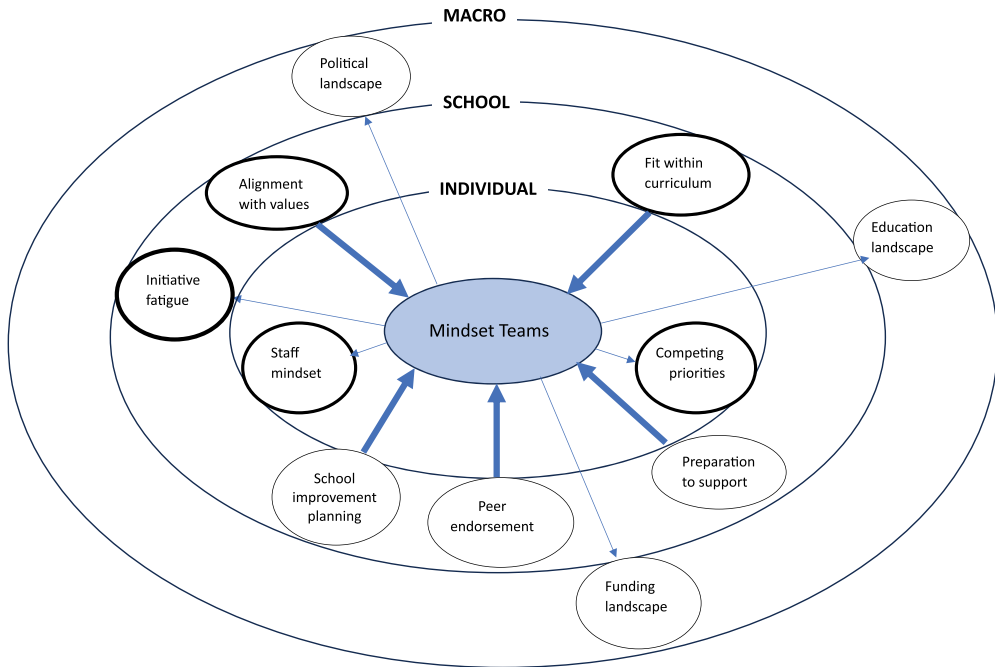 MACRO
Political
landscape
SCHOOL
Fit within
curriculum
Alignment
with values
INDIVIDUAL
Education
landscape
Initiative
fatigue
Mindset Teams
Staff
mindset
Competing
priorities
School
improvement
planning
Peer
endorsement
Preparation
to support
Funding
landscape